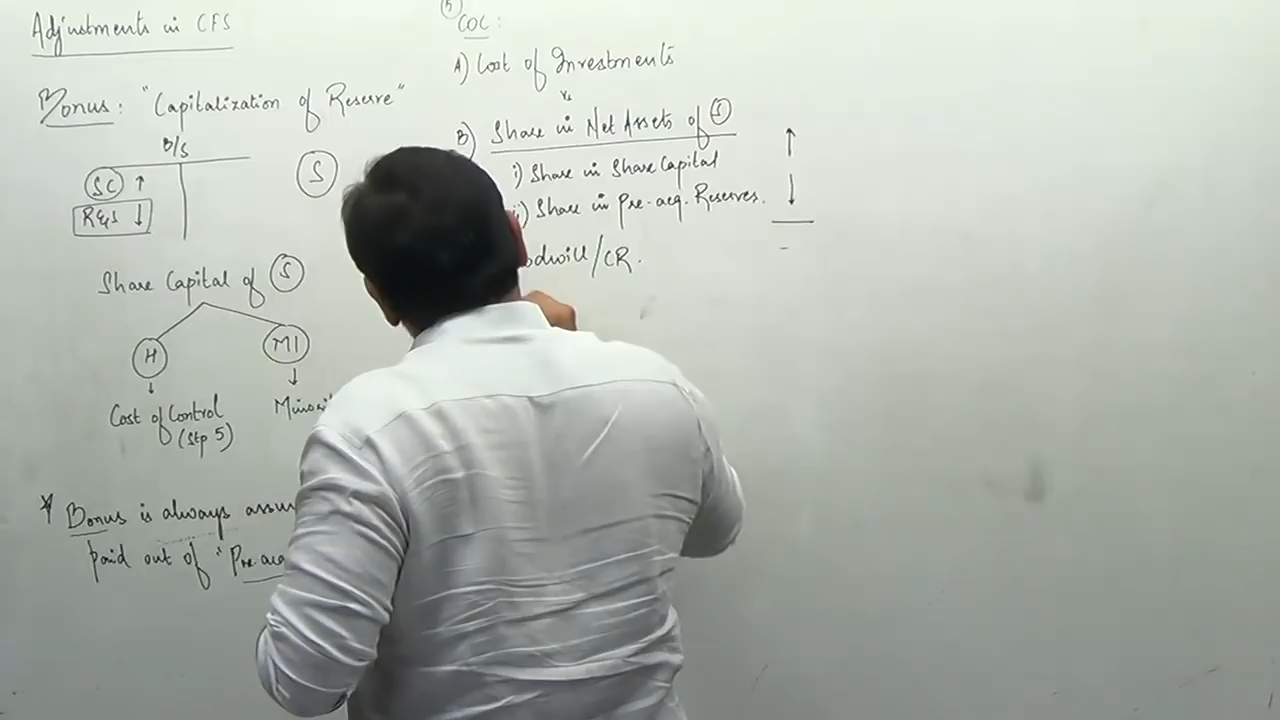 Adjustments in CFS
Bonus: "Capitalization of Reserve"
B/S
SC ↑
R&S ↓
S
Share Capital of S
H
MI
Cost of Control
(Step 5)
* Bonus is always
paid out of "Pre-acq
5
COC:
A) Cost of Investments
vs
B) Share in Net Assets of S
i) Share in Share Capital ↑
Share in Pre-acq. Reserves. ↓
-
/CR.